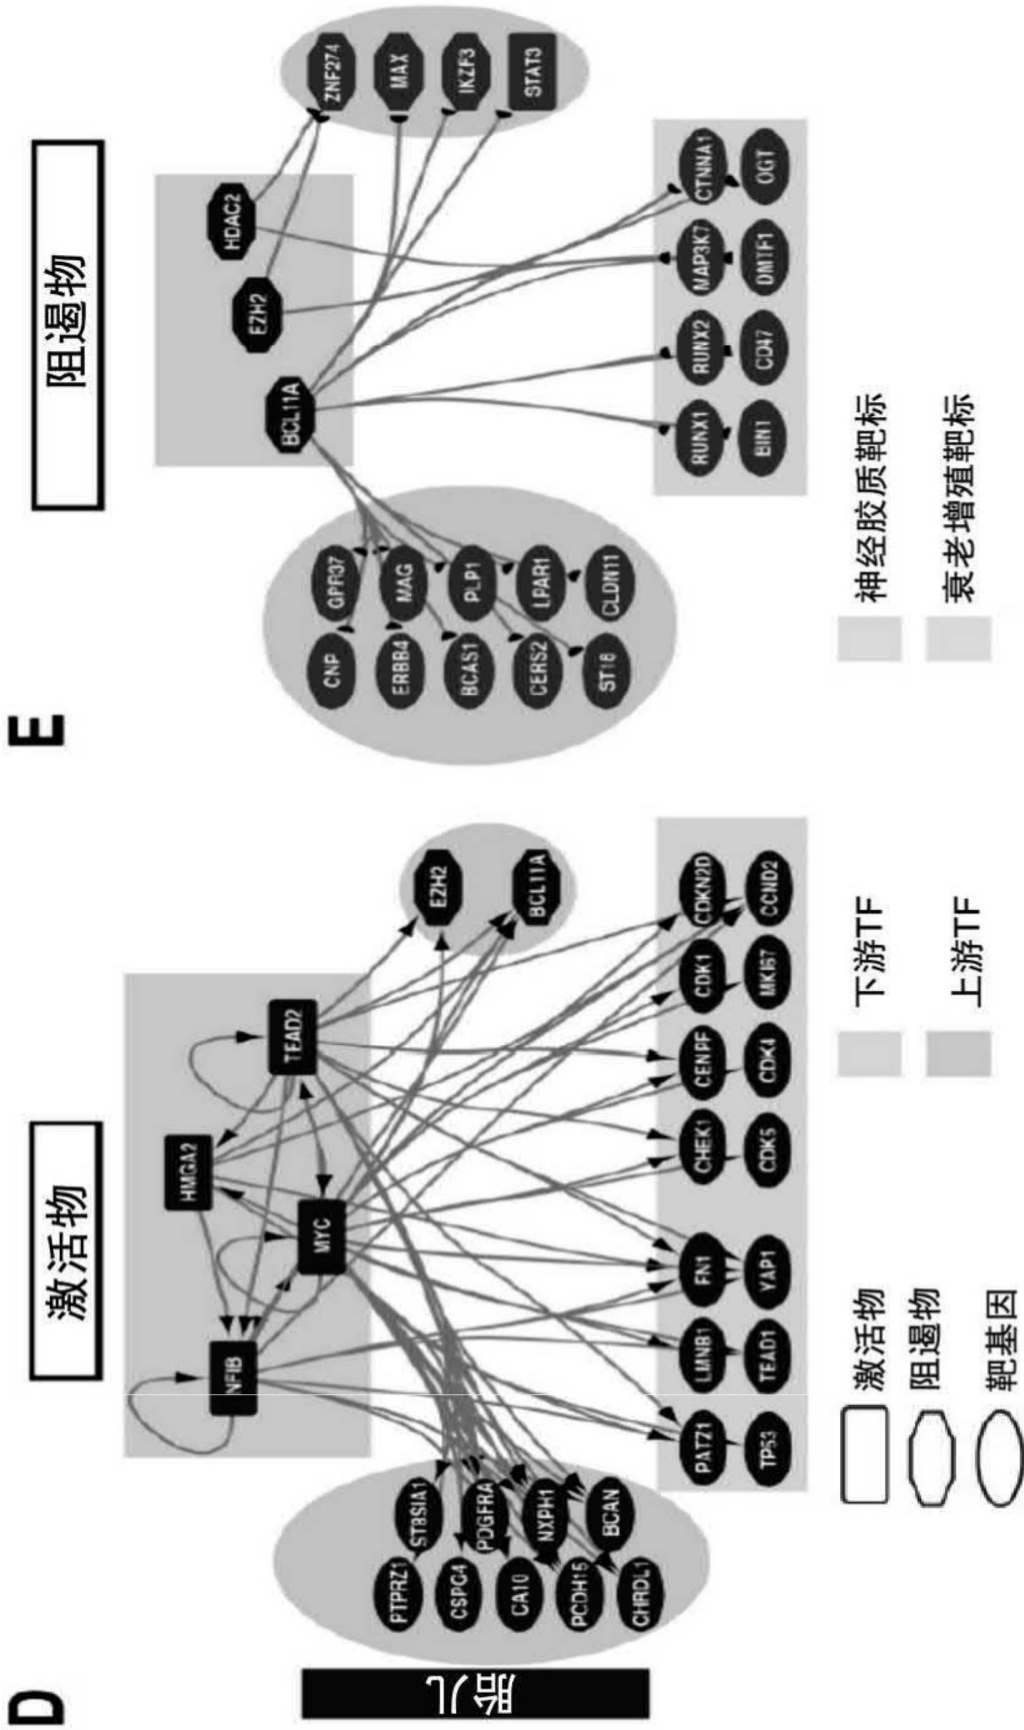 D
激活物
HMGA2
TEAD2
NFIB
MYC
EZH2
BCL11A
胎儿
ST8SIA1
PTPRZ1
PDGFRA
CSPG4
NXPH1
CA10
BCAN
PCDH15
CHRDL1
PATZ1
LMNB1
FN1
CHEK1
CENPF
CDK1
CDKN2D
TP53
TEAD1
YAP1
CDK5
CDK4
MKI67
CCND2
激活物
阻遏物
靶基因
下游TF
上游TF
E
阻遏物
HDAC2
EZH2
BCL11A
ZNF274
MAX
IKZF3
STAT3
GPR37
CNP
MAG
ERBB4
PLP1
BCAS1
LPAR1
CERS2
CLDN11
ST18
RUNX1
RUNX2
MAP3K7
CTNNA1
BIN1
CD47
DMTF1
OGT
神经胶质靶标
衰老增殖靶标